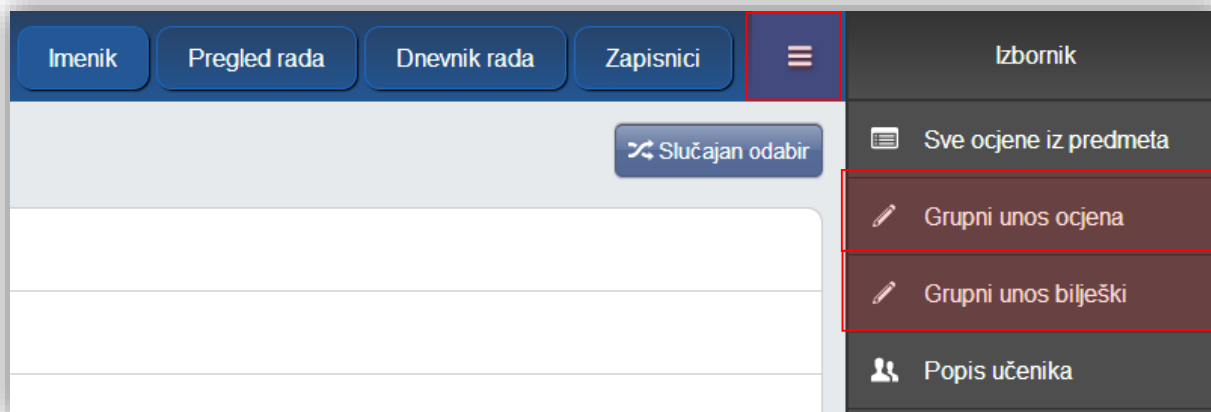 Imenik
Pregled rada
Dnevnik rada
Zapisnici
Izbornik
Slučajan odabir
Sve ocjene iz predmeta
Grupni unos ocjena
Grupni unos bilješki
Popis učenika